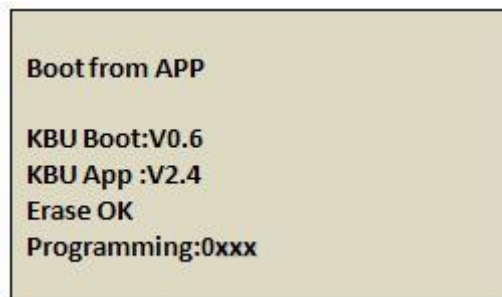 Boot from APP
KBU Boot:V0.6
KBU App :V2.4
Erase OK
Programming:0xxx